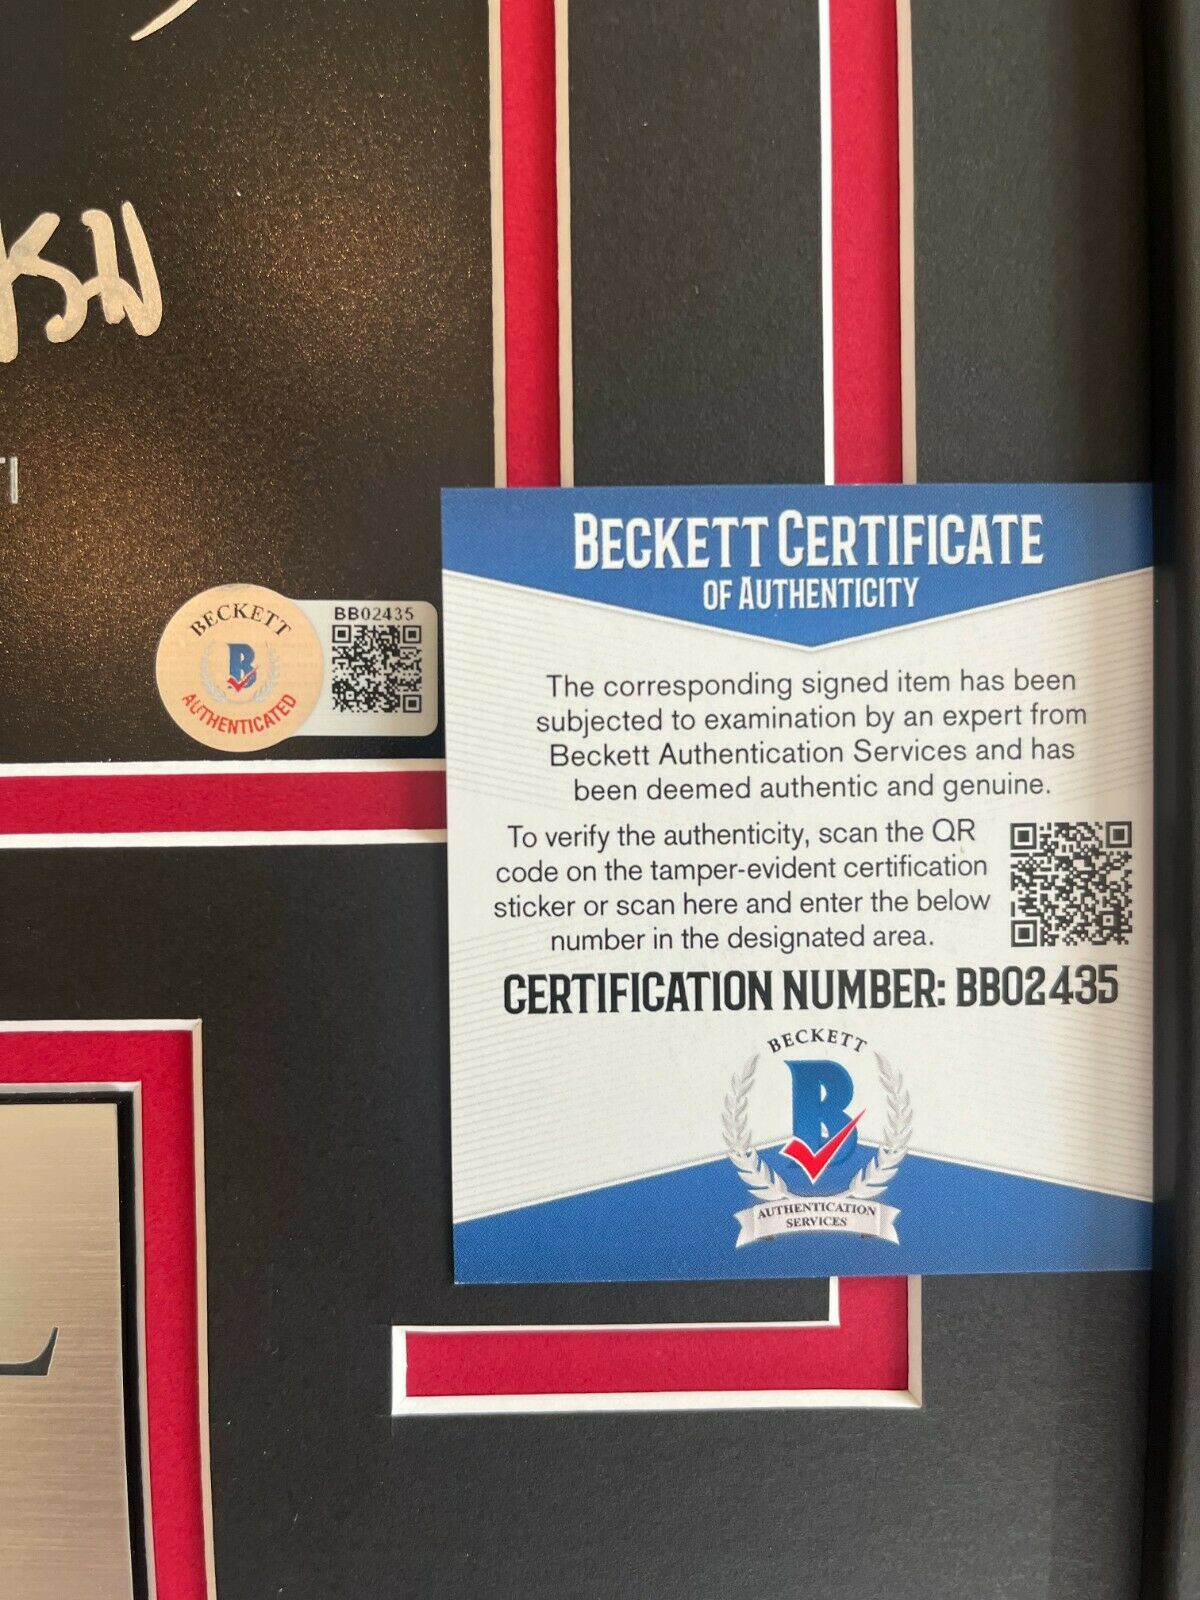 BECKETT
AUTHENTICATED
BB02435
BECKETT CERTIFICATE
OF AUTHENTICITY
The corresponding signed item has been
subjected to examination by an expert from
Beckett Authentication Services and has
been deemed authentic and genuine.
To verify the authenticity, scan the QR
code on the tamper-evident certification
sticker or scan here and enter the below
number in the designated area.
CERTIFICATION NUMBER: BB02435
BECKETT
B
AUTHENTICATION
SERVICES